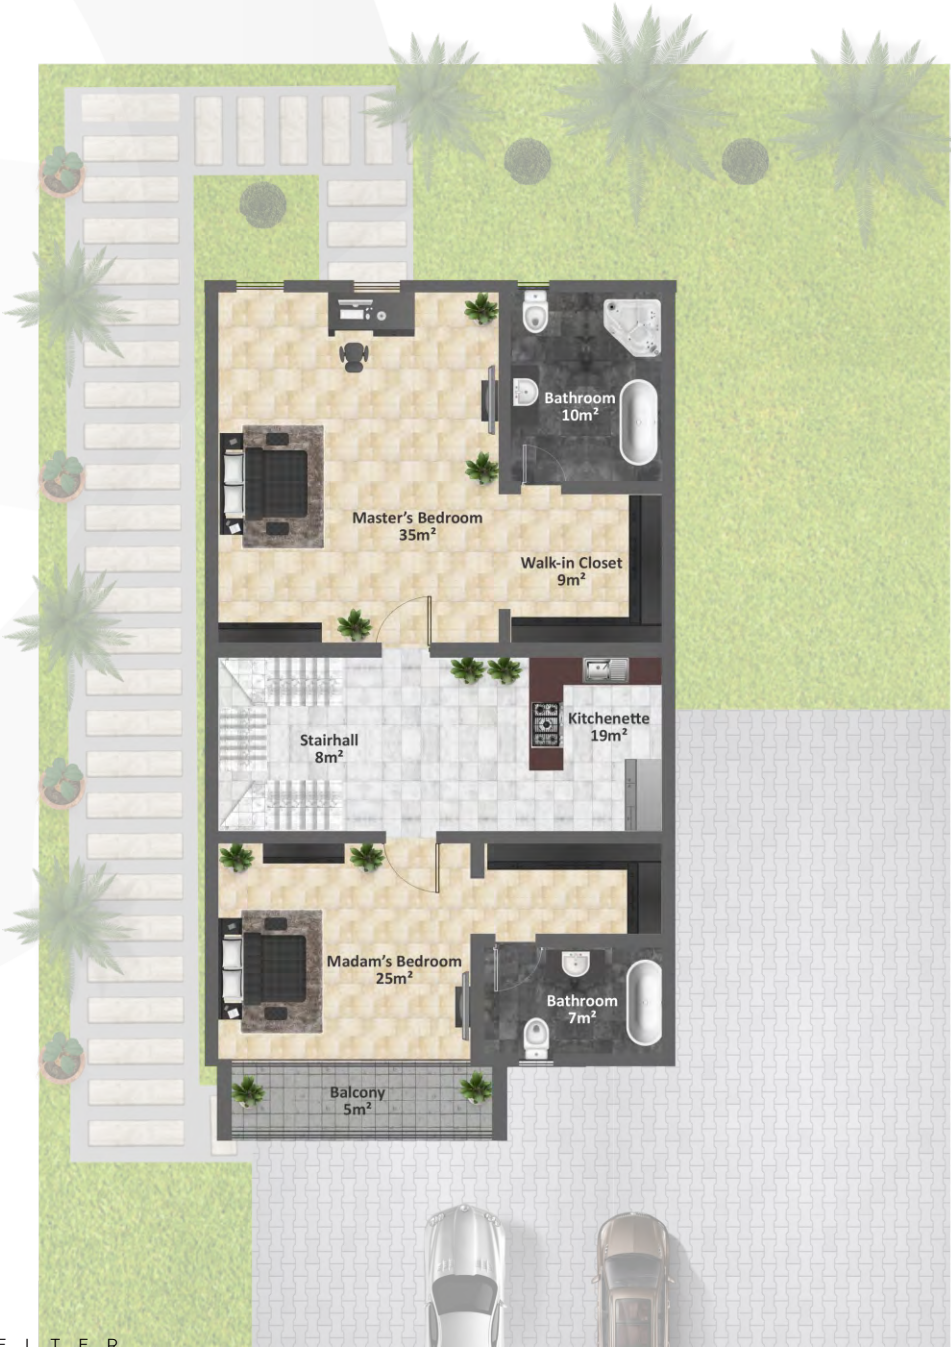 Bathroom
10m²
Master's Bedroom
35m²
Walk-in Closet
9m²
Kitchenette
19m²
Stairhall
8m²
Madam's Bedroom
25m²
Bathroom
7m²
Balcony
5m²
L T E R